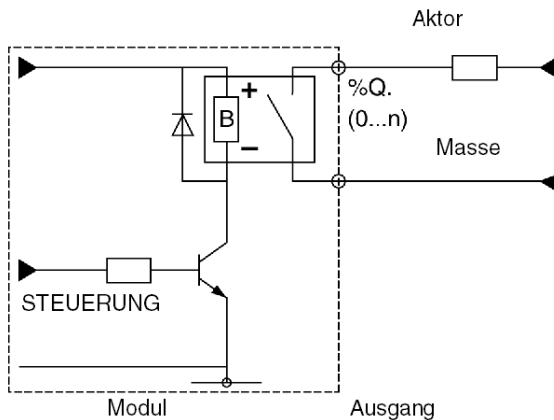 Aktor
+
B
−
%Q.
(0...n)
Masse
STEUERUNG
Modul
Ausgang